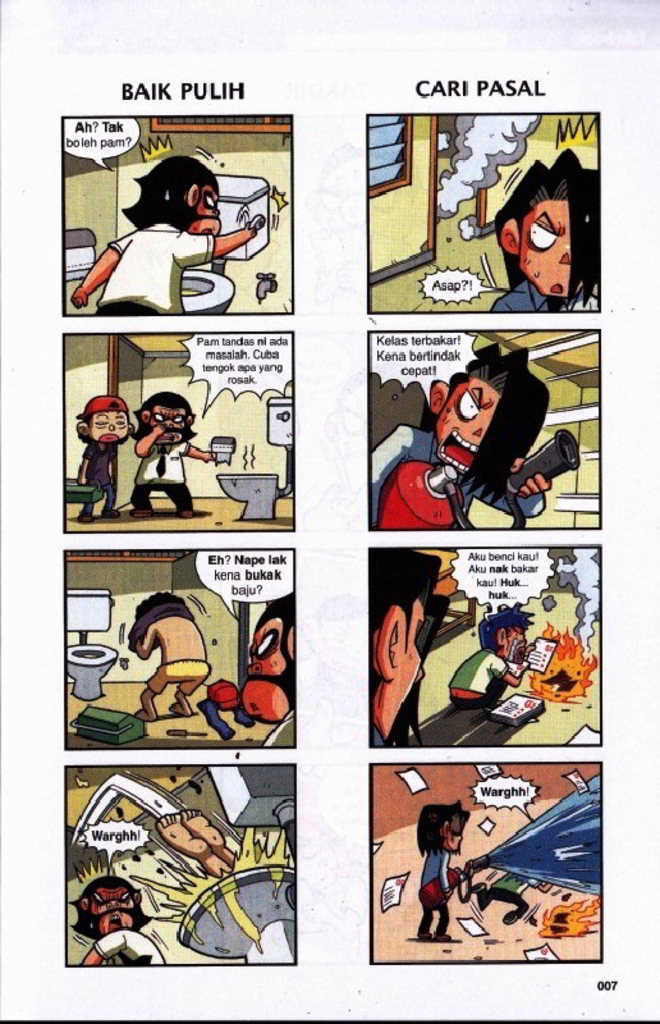 BAIK PULIH
Ah? Tak
boleh pam?
Pam tandas ni ada
masalah. Cuba
tengok apa yang
rosak.
Eh? Nape lak
kena bukak
baju?
Warghh!
CARI PASAL
Asap?!
Kelas terbakar!
Kena bertindak
cepat!
Aku benci kau!
Aku nak bakar
kau! Huk...
huk...
Warghh!
007